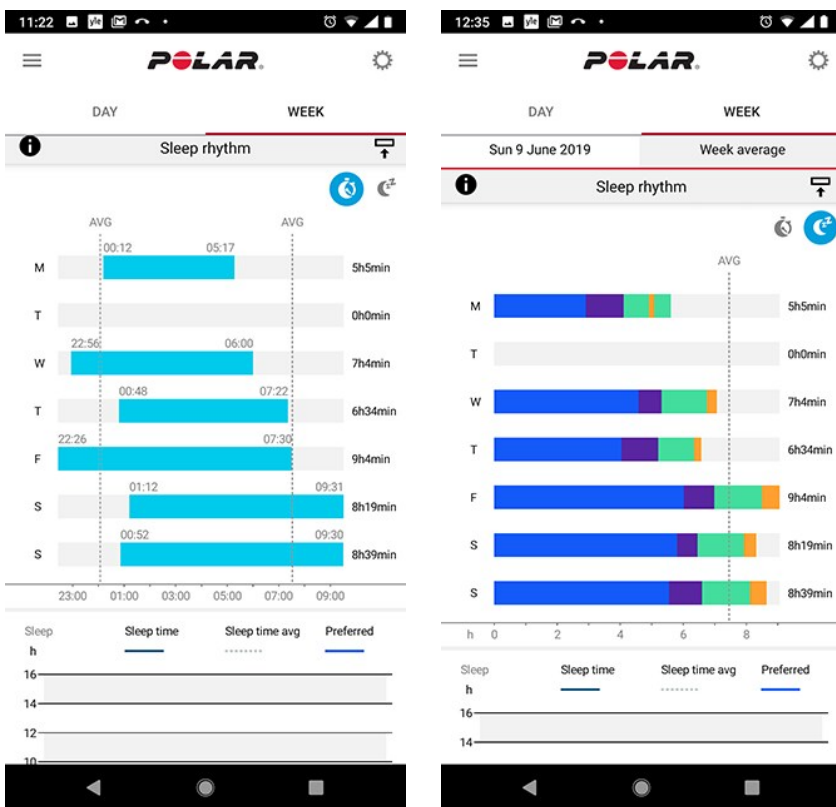 11:22 yle
POLAR
DAY WEEK
Sleep rhythm
AVG AVG
00:12 05:17
M 5h5min
T 0h0min
22:56 06:00
W 7h4min
00:48 07:22
T 6h34min
22:26 07:30
F 9h4min
01:12 09:31
S 8h19min
00:52 09:30
S 8h39min
23:00 01:00 03:00 05:00 07:00 09:00
Sleep Sleep time Sleep time avg Preferred
h
16
14
12
10
12:35 yle
POLAR
DAY WEEK
Sun 9 June 2019 Week average
Sleep rhythm
AVG
M 5h5min
T 0h0min
W 7h4min
T 6h34min
F 9h4min
S 8h19min
S 8h39min
h 0 2 4 6 8
Sleep Sleep time Sleep time avg Preferred
h
16
14